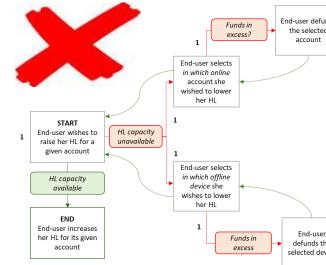 Funds in
excess?
End-user defu
the selected
account
1
End-user selects
in which online
account she
wished to lower
her HL
START
End-user wishes to
raise her HL for a
given account
1
HL capacity
unavailable
1
1
HL capacity
available
End-user selects
in which offline
device she
wishes to lower
her HL
END
End-user increases
her HL for its given
account
1
Funds in
excess
End-user
defunds th
selected devi